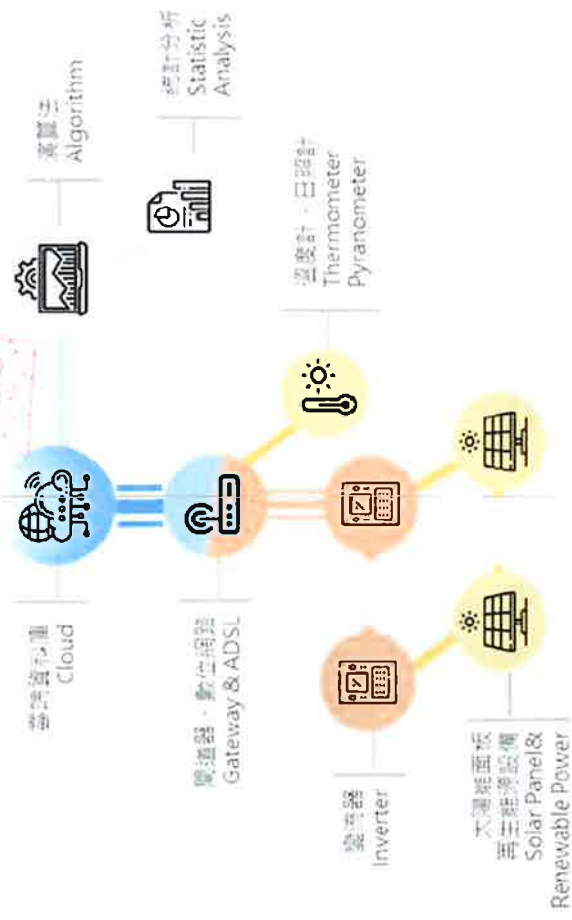 演算法
Algorithm
統計分析
Statistic
Analysis
雲端資料庫
Cloud
閘道器、數位網路
Gateway & ADSL
溫度計、日照計
Thermometer
Pyranometer
變流器
Inverter
太陽能面板
再生能源設備
Solar Panel&
Renewable Power